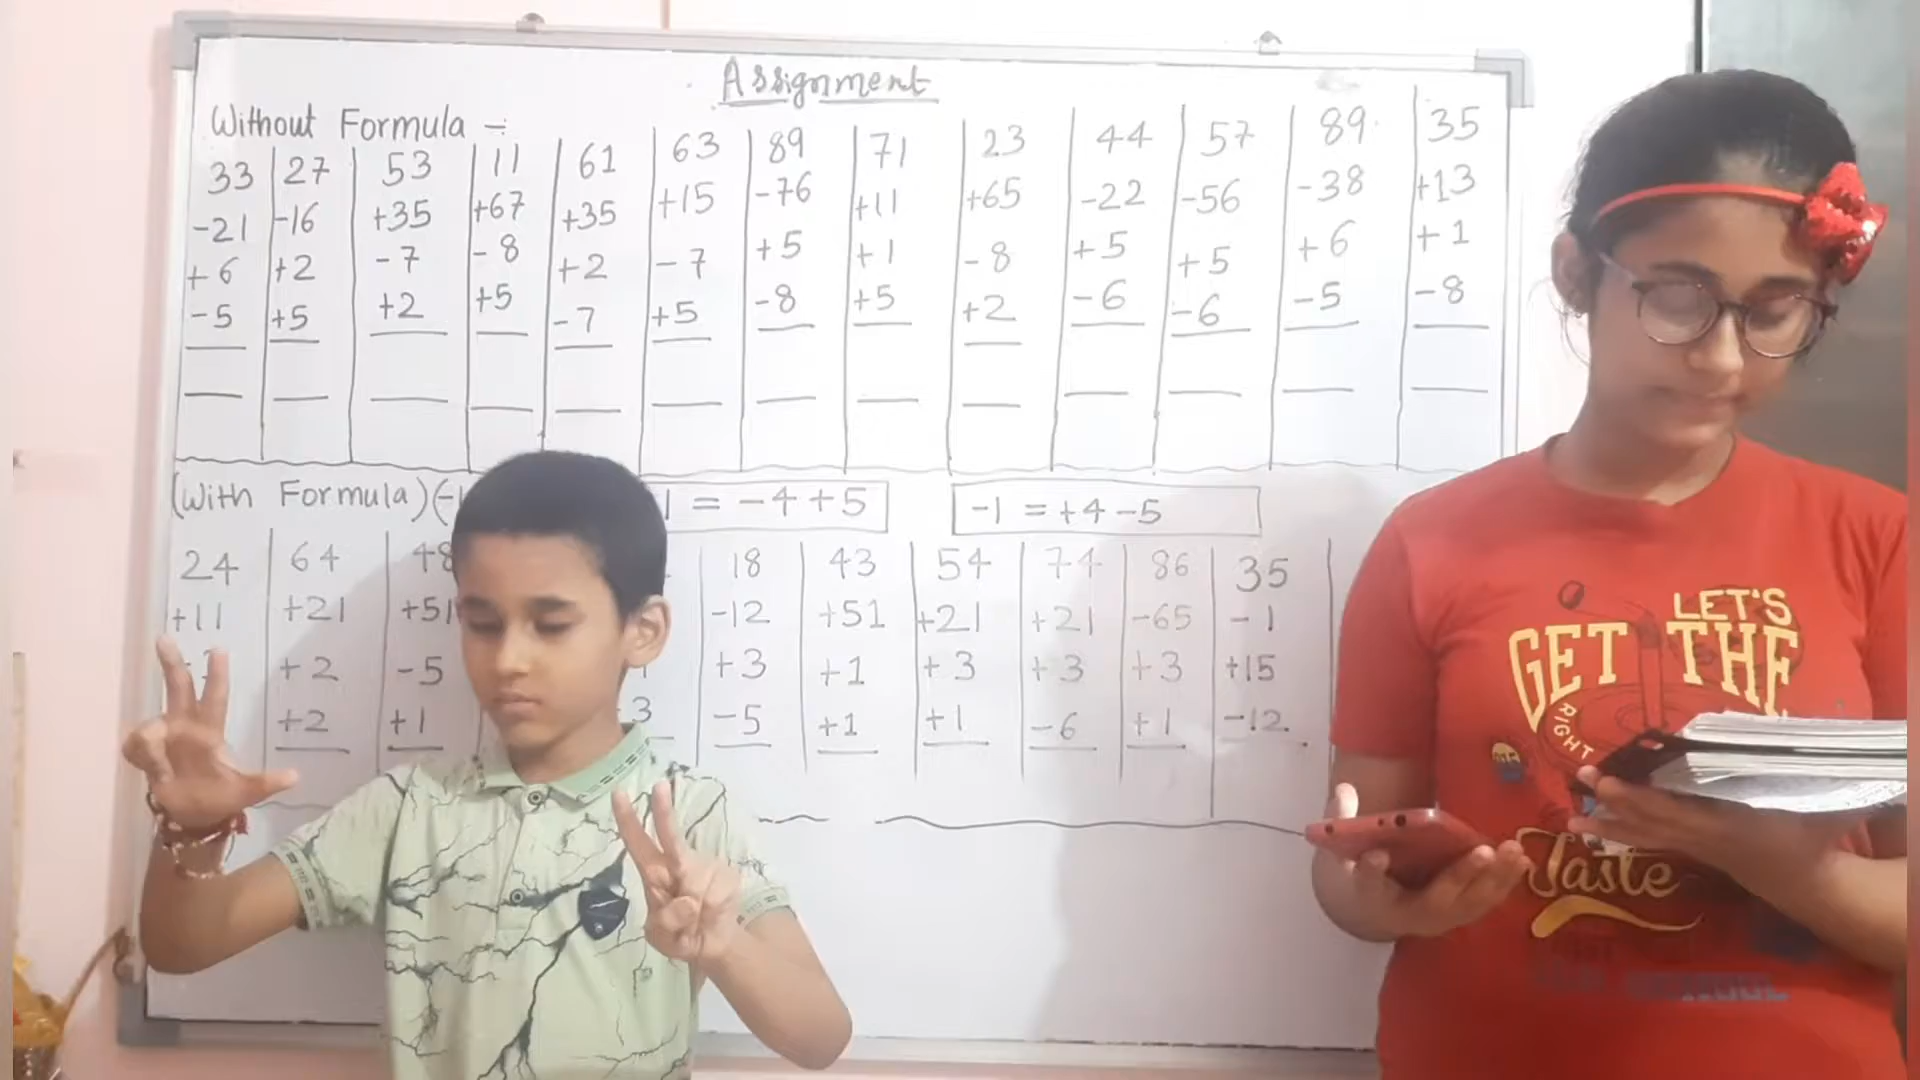 Assignment
Without Formula -
33 27 53 11 61 63 89 71 23 44 57 89 35
-21 -16 +35 +67 +35 +15 -76 +11 +65 -22 -56 -38 +13
+6 +2 -7 -8 +2 -7 +5 +1 -8 +5 +5 +6 +1
-5 +5 +2 +5 -7 +5 -8 +5 +2 -6 -6 -5 -8
(With Formula) 1 = -4+5 -1 = +4-5
24 64 48 18 43 54 74 86 35
+11 +21 +51 -12 +51 +21 +21 -65 -1
+2 -5 +3 +1 +3 +3 +3 +15
+2 +1 3 -5 +1 +1 -6 +1 -12
LET'S
GET THE
RIGHT
Taste